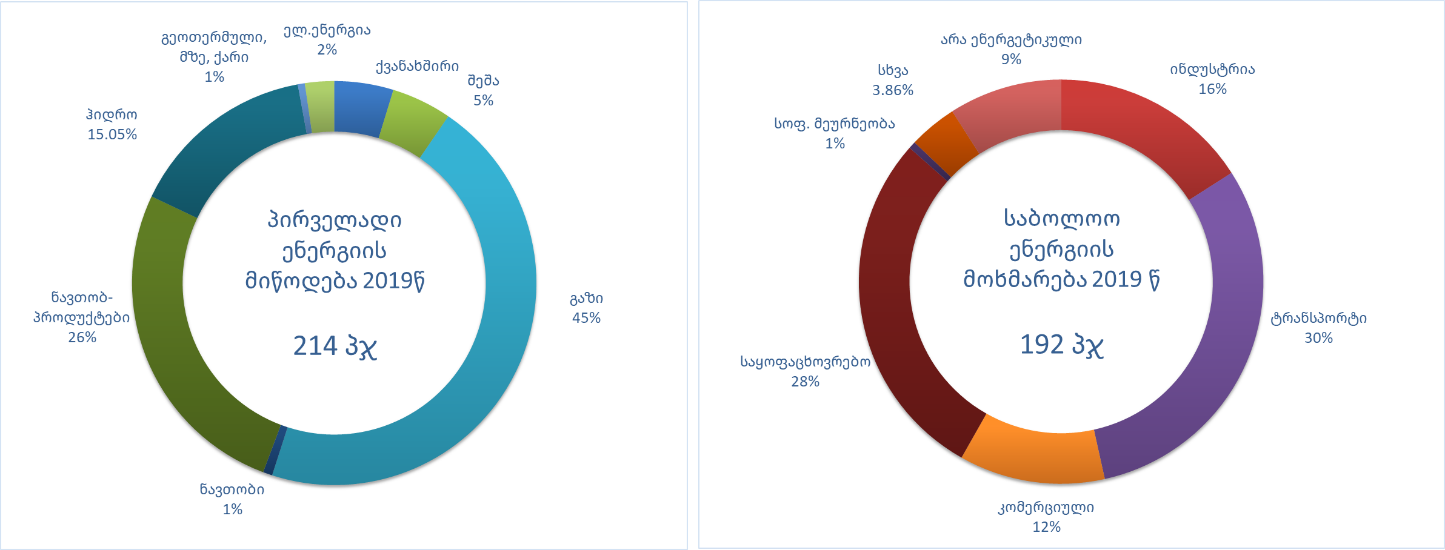 ელ.ენერგია
2%
გეოთერმული,
მზე, ქარი
1%
ქვანახშირი
შეშა
5%
ჰიდრო
15.05%
პირველადი
ენერგიის
მიწოდება 2019წ
214 პჯ
გაზი
45%
ნავთობ-
პროდუქტები
26%
ნავთობი
1%
არა ენერგეტიკული
9%
ინდუსტრია
16%
სხვა
3.86%
სოფ. მეურნეობა
1%
საბოლოო
ენერგიის
მოხმარება 2019 წ
192 პჯ
ტრანსპორტი
30%
საყოფაცხოვრებო
28%
კომერციული
12%